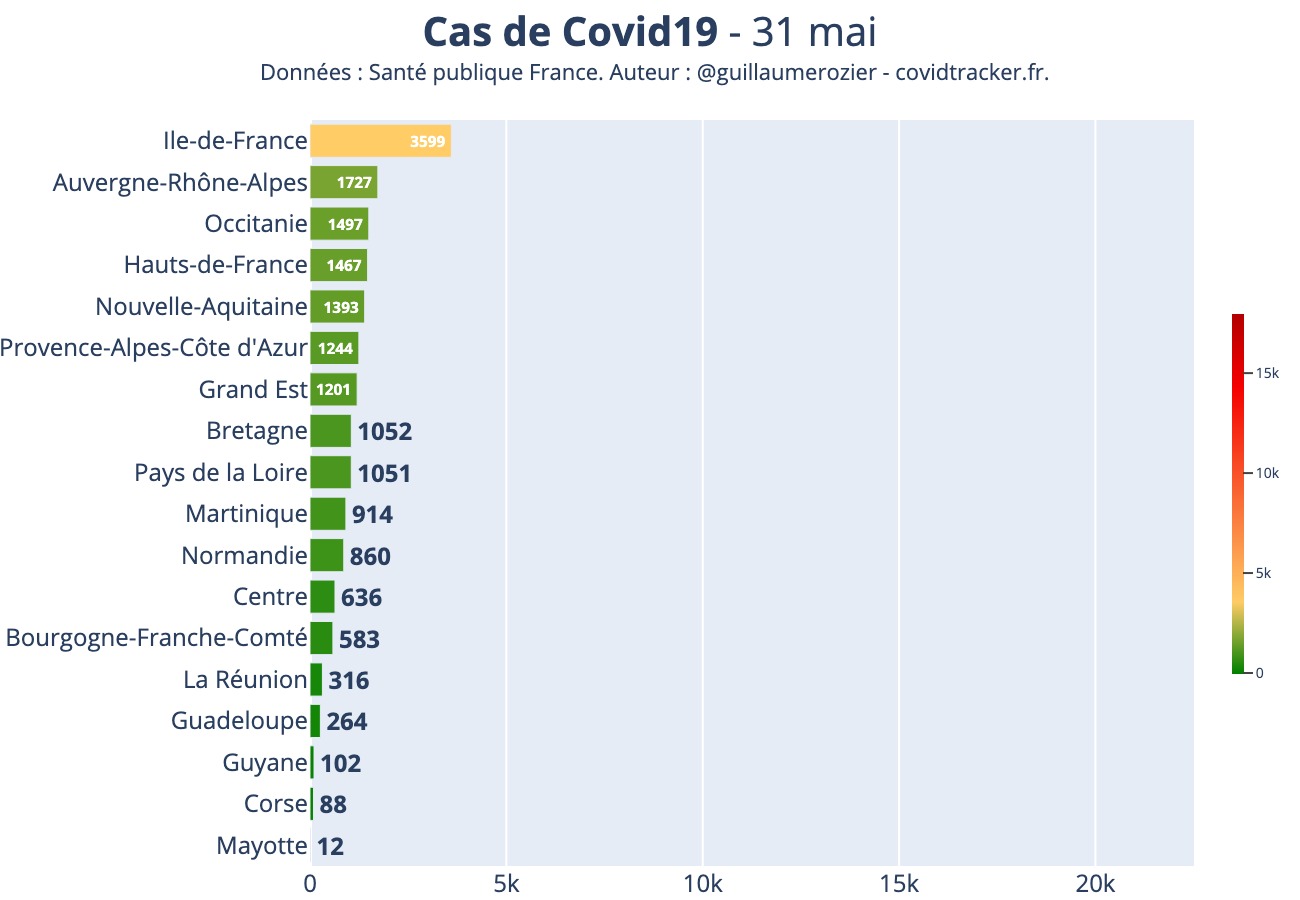 Cas de Covid19 - 31 mai
Données : Santé publique France. Auteur : @guillaumerozier - covidtracker.fr.
Ile-de-France 3599
Auvergne-Rhône-Alpes 1727
Occitanie 1497
Hauts-de-France 1467
Nouvelle-Aquitaine 1393
Provence-Alpes-Côte d'Azur 1244
Grand Est 1201
Bretagne 1052
Pays de la Loire 1051
Martinique 914
Normandie 860
Centre 636
Bourgogne-Franche-Comté 583
La Réunion 316
Guadeloupe 264
Guyane 102
Corse 88
Mayotte 12
0 5k 10k 15k 20k
15k
10k
5k
0